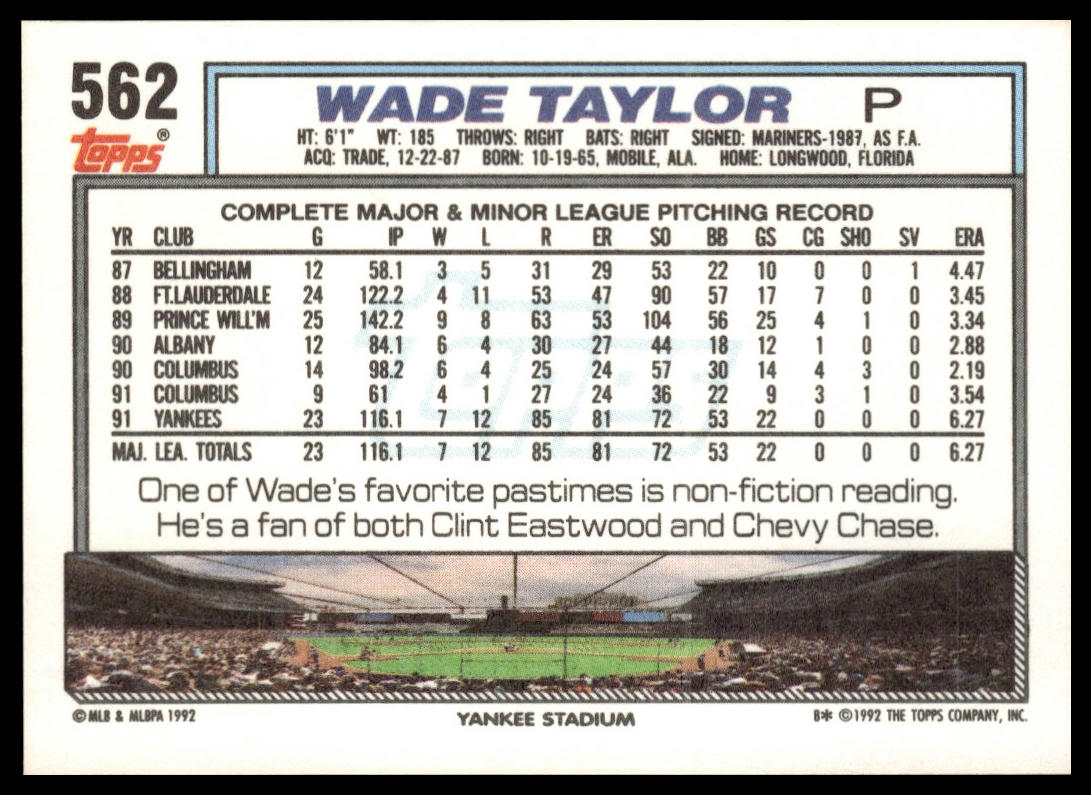 562
topps®
WADE TAYLOR P
HT: 6'1" WT: 185 THROWS: RIGHT BATS: RIGHT SIGNED: MARINERS-1987, AS F.A.
ACQ: TRADE, 12-22-87 BORN: 10-19-65, MOBILE, ALA. HOME: LONGWOOD, FLORIDA
COMPLETE MAJOR & MINOR LEAGUE PITCHING RECORD
YR CLUB G IP W L R ER SO BB GS CG SHO SV ERA
87 BELLINGHAM 12 58.1 3 5 31 29 53 22 10 0 0 1 4.47
88 FT.LAUDERDALE 24 122.2 4 11 53 47 90 57 17 7 0 0 3.45
89 PRINCE WILL'M 25 142.2 9 8 63 53 104 56 25 4 1 0 3.34
90 ALBANY 12 84.1 6 4 30 27 44 18 12 1 0 0 2.88
90 COLUMBUS 14 98.2 6 4 25 24 57 30 14 4 3 0 2.19
91 COLUMBUS 9 61 4 1 27 24 36 22 9 3 1 0 3.54
91 YANKEES 23 116.1 7 12 85 81 72 53 22 0 0 0 6.27
MAJ. LEA. TOTALS 23 116.1 7 12 85 81 72 53 22 0 0 0 6.27
topps
One of Wade's favorite pastimes is non-fiction reading.
He's a fan of both Clint Eastwood and Chevy Chase.
©MLB & MLBPA 1992 YANKEE STADIUM B* ©1992 THE TOPPS COMPANY, INC.